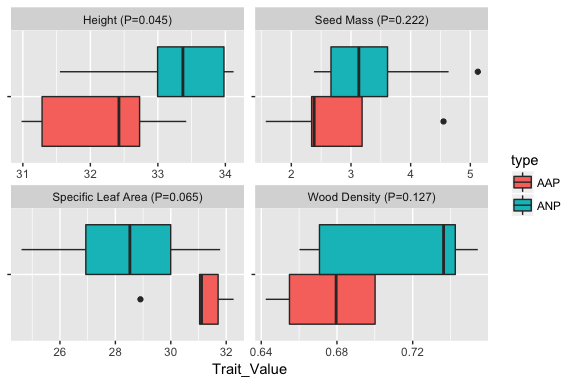 Height (P=0.045) Seed Mass (P=0.222)
31 32 33 34 2 3 4 5
Specific Leaf Area (P=0.065) Wood Density (P=0.127)
26 28 30 32 0.64 0.68 0.72
Trait_Value
type
AAP
ANP